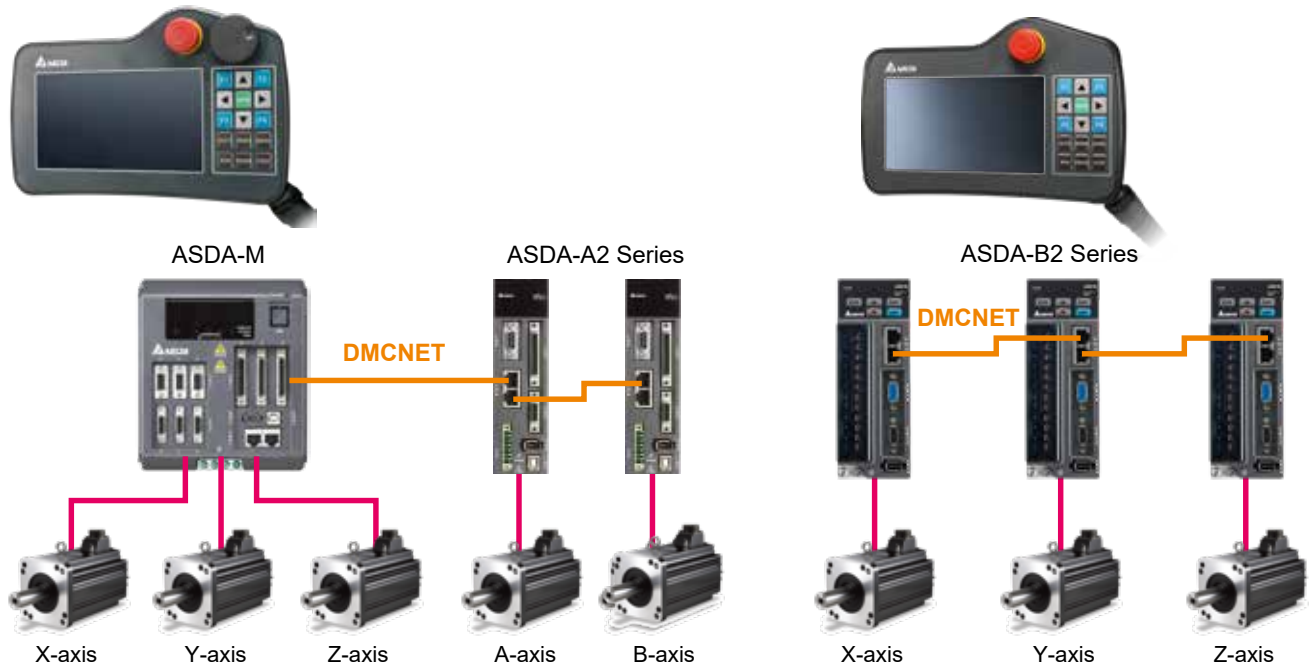 ASDA-M
ASDA-A2 Series
ASDA-B2 Series
DMCNET
DMCNET
X-axis
Y-axis
Z-axis
A-axis
B-axis
X-axis
Y-axis
Z-axis